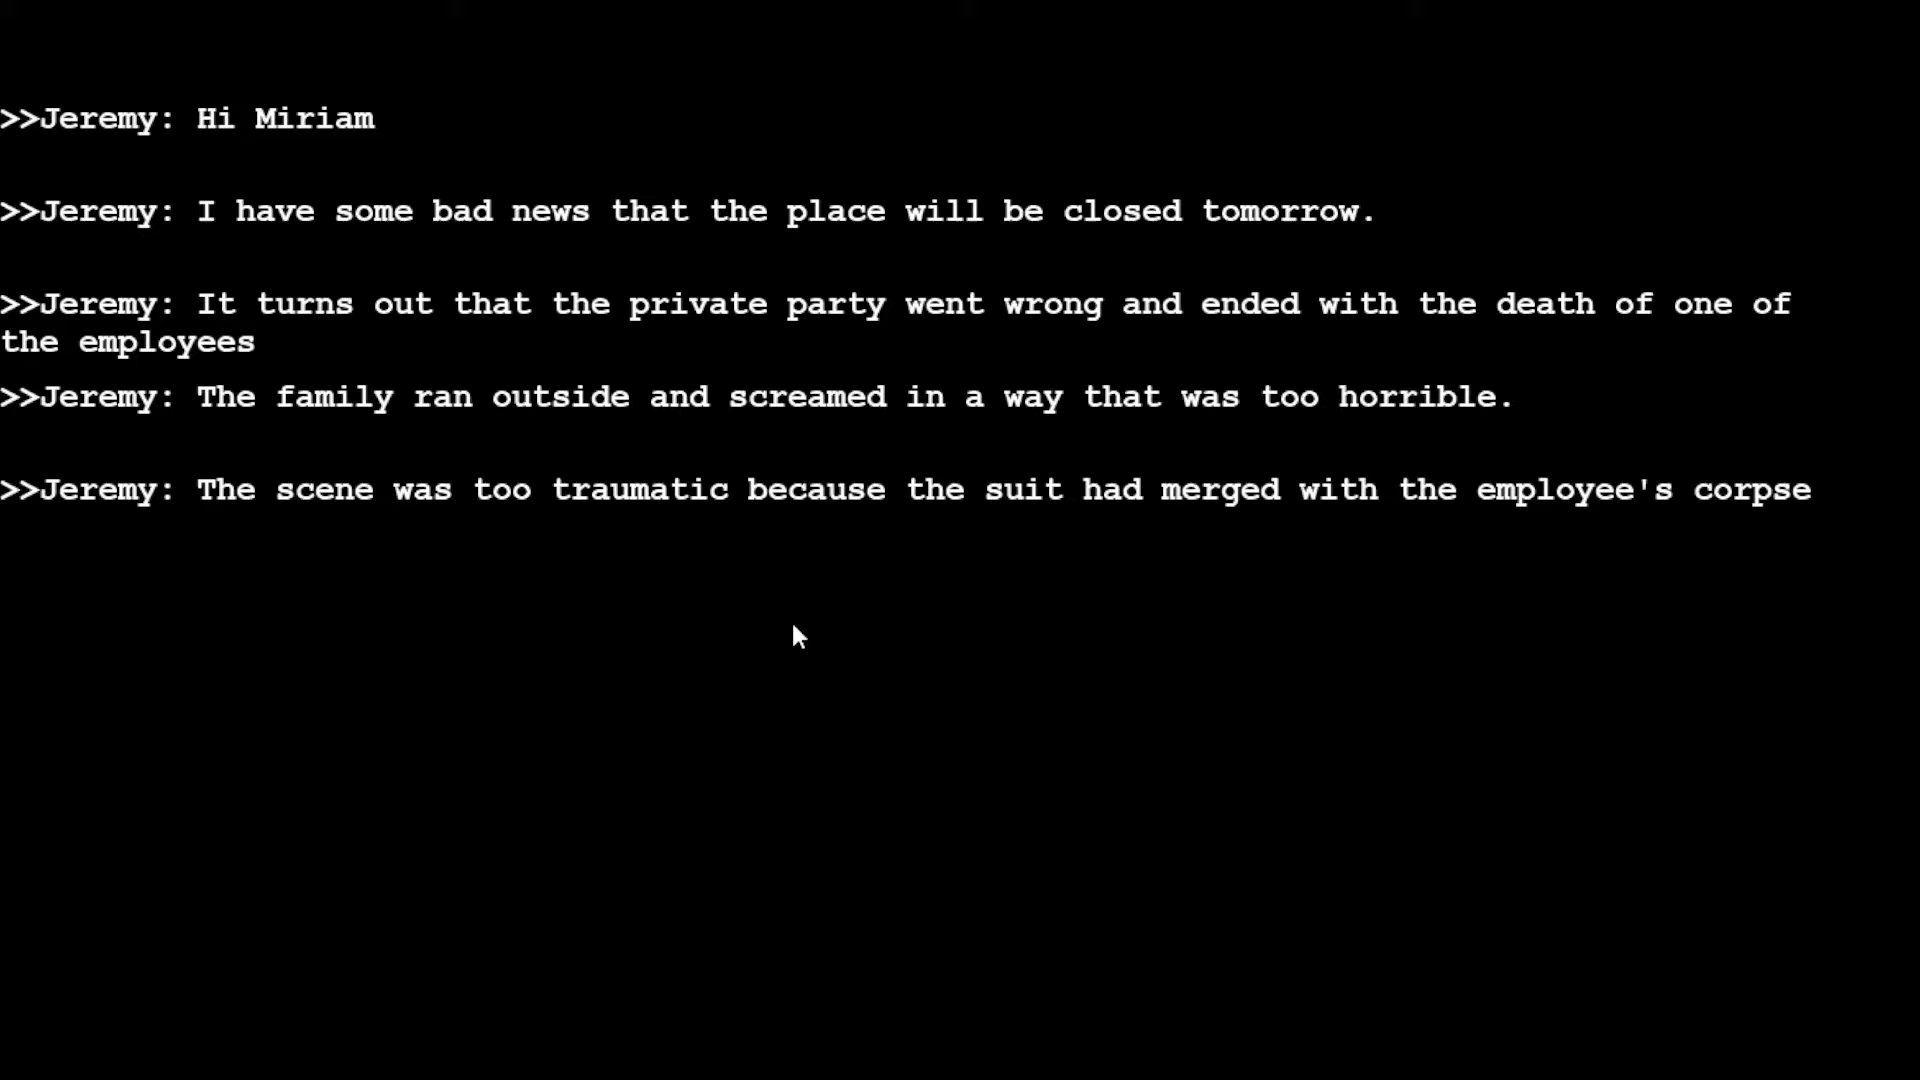 >>Jeremy: Hi Miriam
>>Jeremy: I have some bad news that the place will be closed tomorrow.
>>Jeremy: It turns out that the private party went wrong and ended with the death of one of
the employees
>>Jeremy: The family ran outside and screamed in a way that was too horrible.
>>Jeremy: The scene was too traumatic because the suit had merged with the employee's corpse